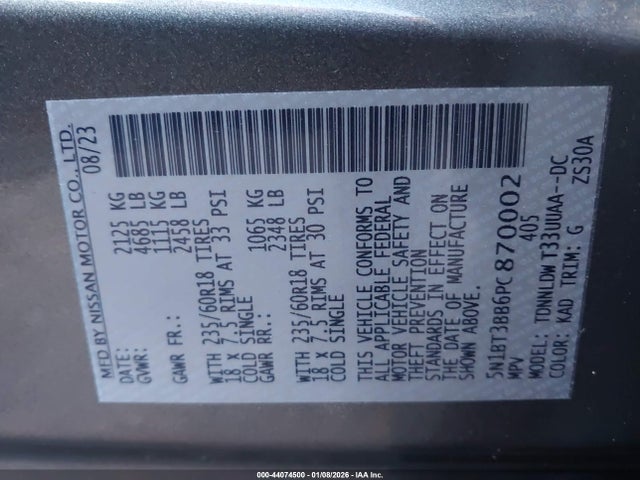 MFD BY NISSAN MOTOR CO., LTD.
DATE: 08/23
GVWR: 2125 KG
4685 LB
GAWR FR.: 1115 KG
2458 LB
WITH 235/60R18 TIRES
18 x 7.5 RIMS AT 33 PSI
COLD SINGLE
GAWR RR.: 1065 KG
2348 LB
WITH 235/60R18 TIRES
18 x 7.5 RIMS AT 30 PSI
COLD SINGLE
THIS VEHICLE CONFORMS TO
ALL APPLICABLE FEDERAL
MOTOR VEHICLE SAFETY AND
THEFT PREVENTION
STANDARDS IN EFFECT ON
THE DATE OF MANUFACTURE
SHOWN ABOVE.
5N1BT3BB6PC870002
MPV 405
MODEL: TDNNLDWT33UUAA--DC
COLOR: KAD TRIM: G ZS30A
000-44074500 - 01/08/2026 - IAA Inc.